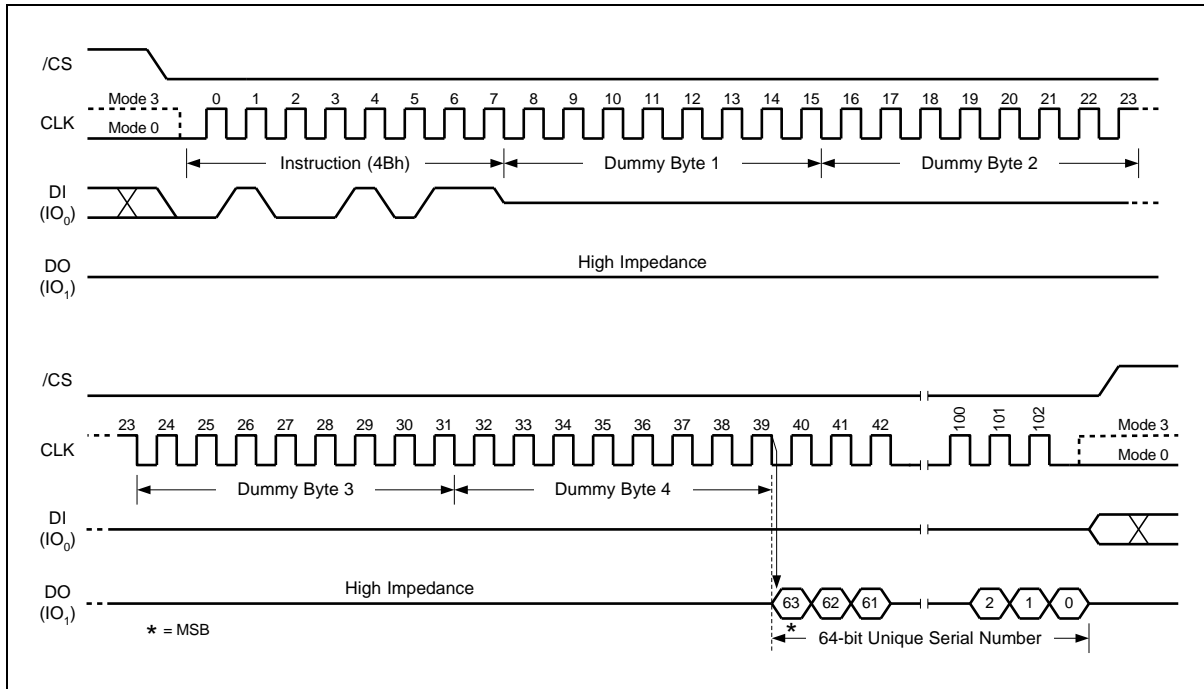 /CS
Mode 3
0 1 2 3 4 5 6 7 8 9 10 11 12 13 14 15 16 17 18 19 20 21 22 23
CLK
Mode 0
Instruction (4Bh) Dummy Byte 1 Dummy Byte 2
DI
(IO0)
DO
(IO1)
High Impedance
/CS
23 24 25 26 27 28 29 30 31 32 33 34 35 36 37 38 39 40 41 42 100 101 102
Mode 3
CLK
Mode 0
Dummy Byte 3 Dummy Byte 4
DI
(IO0)
DO
(IO1)
High Impedance
63 62 61 2 1 0
* = MSB
* 64-bit Unique Serial Number